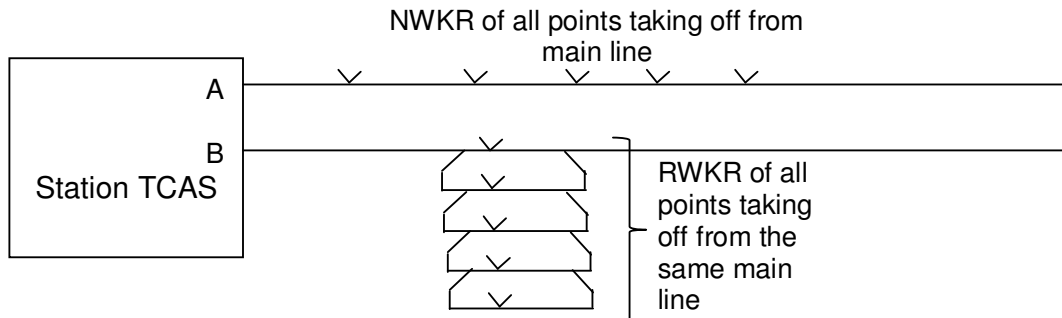 NWKR of all points taking off from
main line
A
B
Station TCAS
RWKR of all
points taking
off from the
same main
line